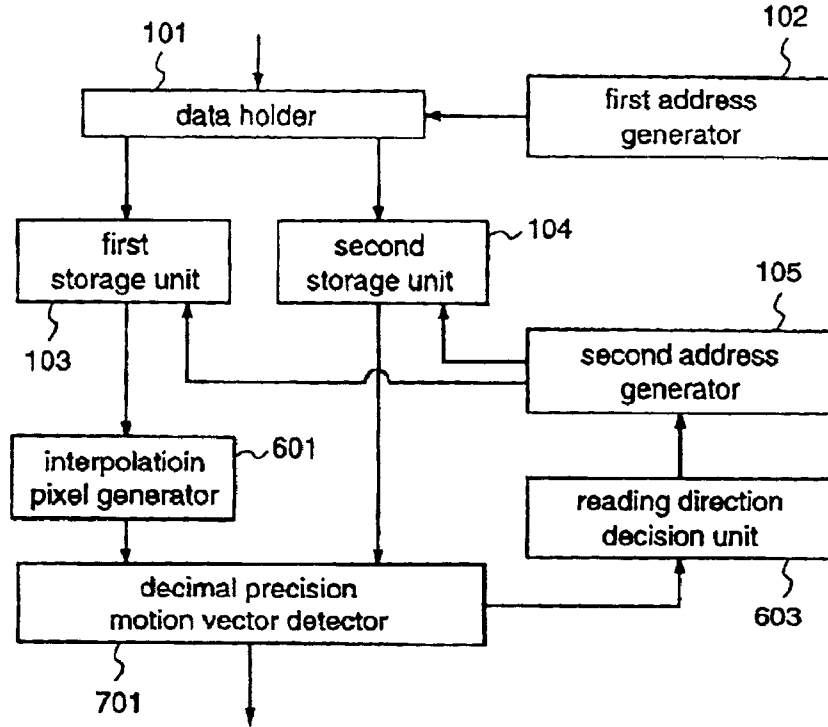 101
102
data holder
first address
generator
first
storage unit
second
storage unit
104
103
105
second address
generator
interpolatioin
pixel generator
601
reading direction
decision unit
decimal precision
motion vector detector
603
701